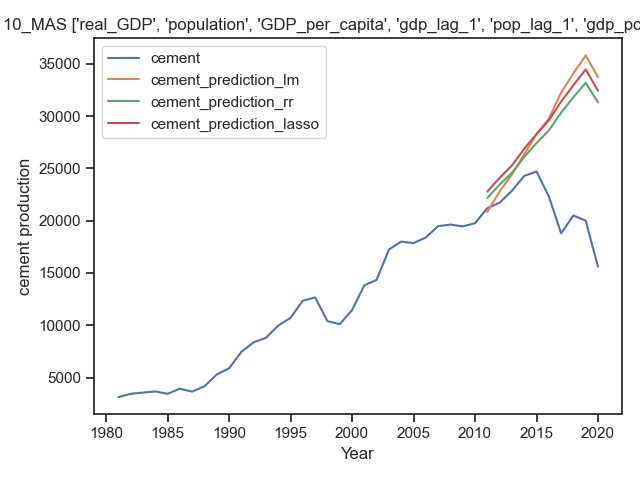 10_MAS ['real_GDP', 'population', 'GDP_per_capita', 'gdp_lag_1', 'pop_lag_1', 'gdp_po
cement
cement_prediction_lm
cement_prediction_rr
cement_prediction_lasso
cement production
35000
30000
25000
20000
15000
10000
5000
1980 1985 1990 1995 2000 2005 2010 2015 2020
Year